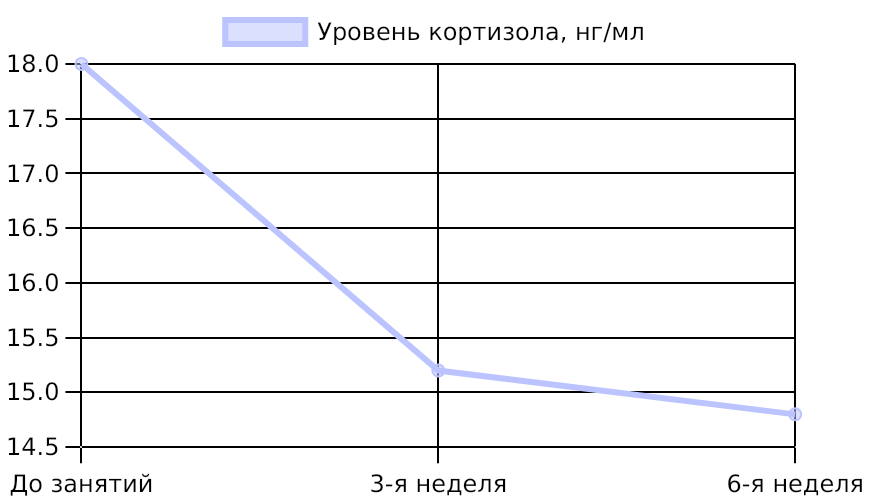 Уровень кортизола, нг/мл
18.0
17.5
17.0
16.5
16.0
15.5
15.0
14.5
До занятий
3-я неделя
6-я неделя